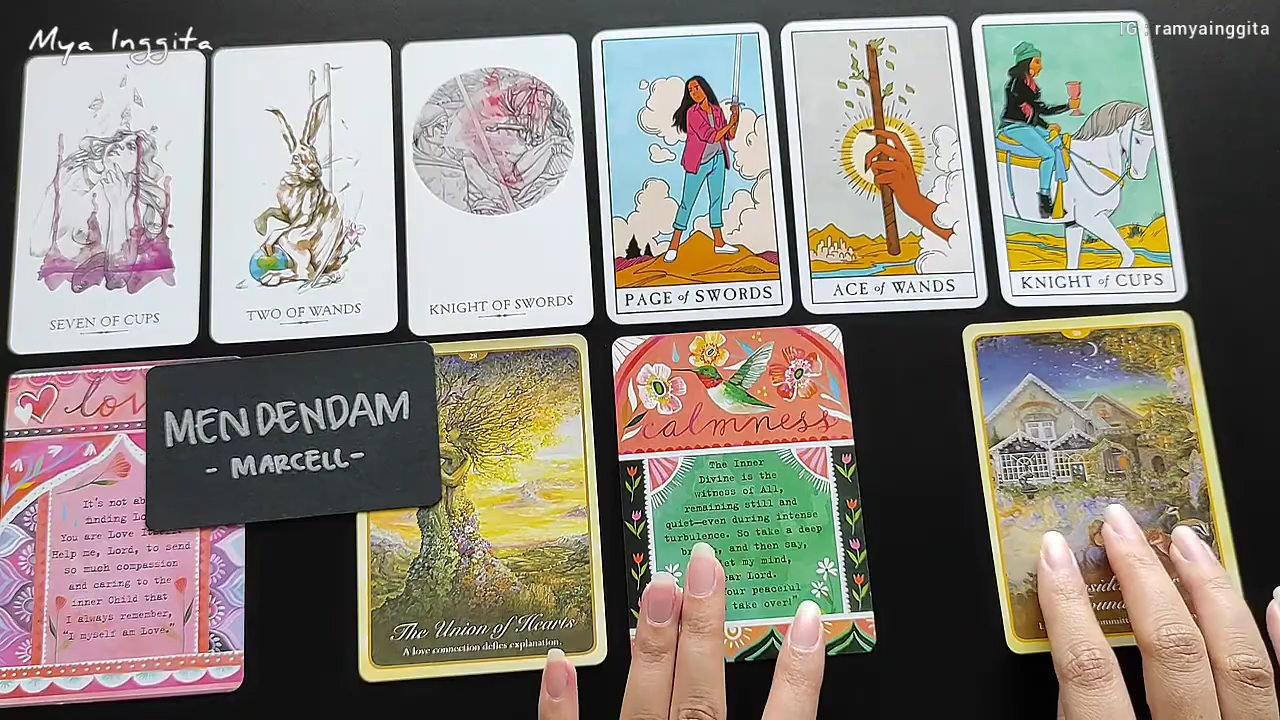 Mya Inggita
IG : ramyainggita
SEVEN OF CUPS
TWO OF WANDS
KNIGHT OF SWORDS
PAGE of SWORDS
ACE of WANDS
KNIGHT of CUPS
MENDENDAM
- MARCELL -
It's not
You are Love
Help me, Lord, to send
so much compassion
and caring to the
inner Child that
I always remember,
"I myself am Love."
28
The Union of Hearts
A love connection defies explanation.
calmness
The Inner
Divine is the
witness of All,
remaining still and
quiet—even during intense
turbulence. So take a deep
and then say,
my mind,
Lord.
your peaceful
take over!"